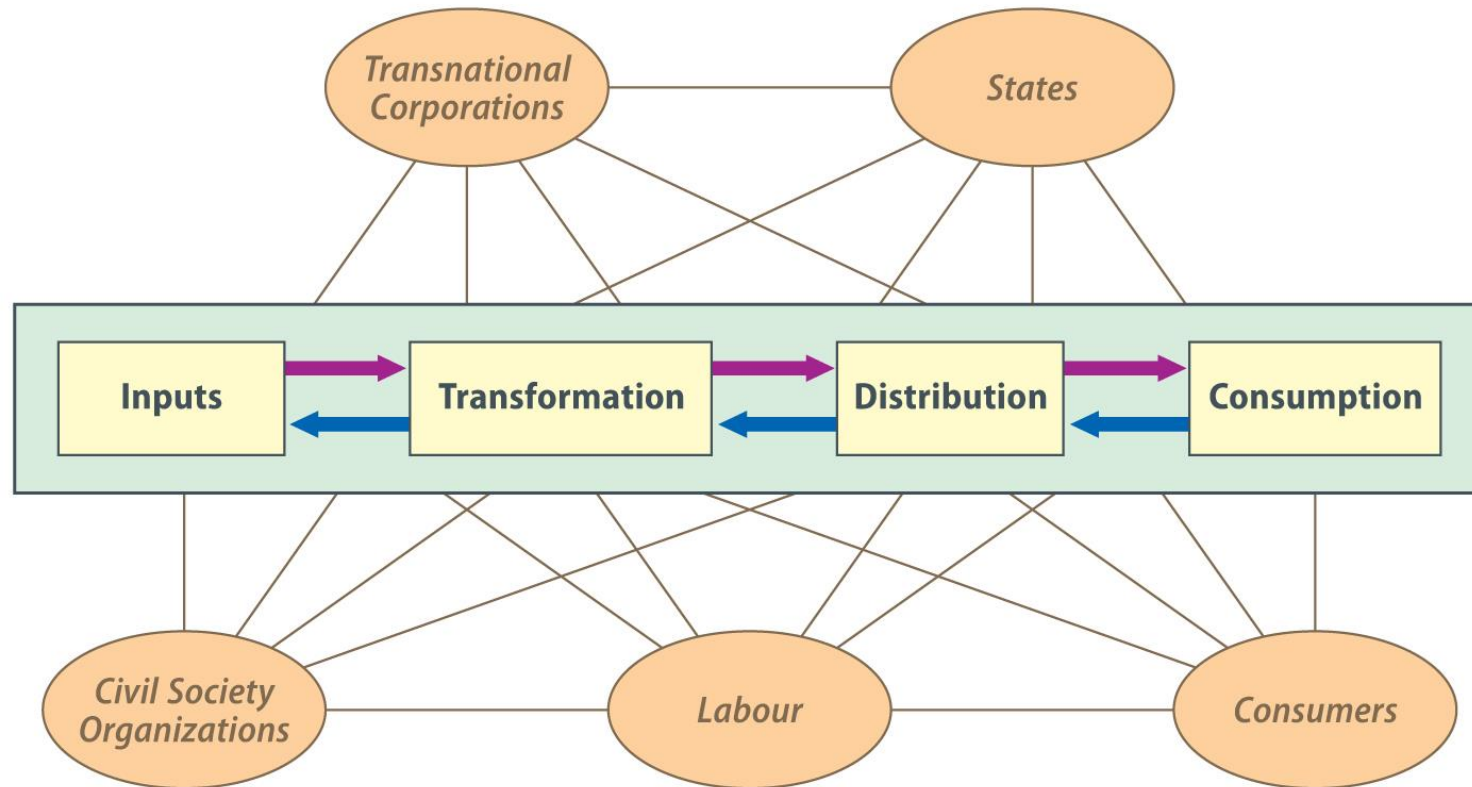 Transnational
Corporations
States
Inputs
Transformation
Distribution
Consumption
Civil Society
Organizations
Labour
Consumers